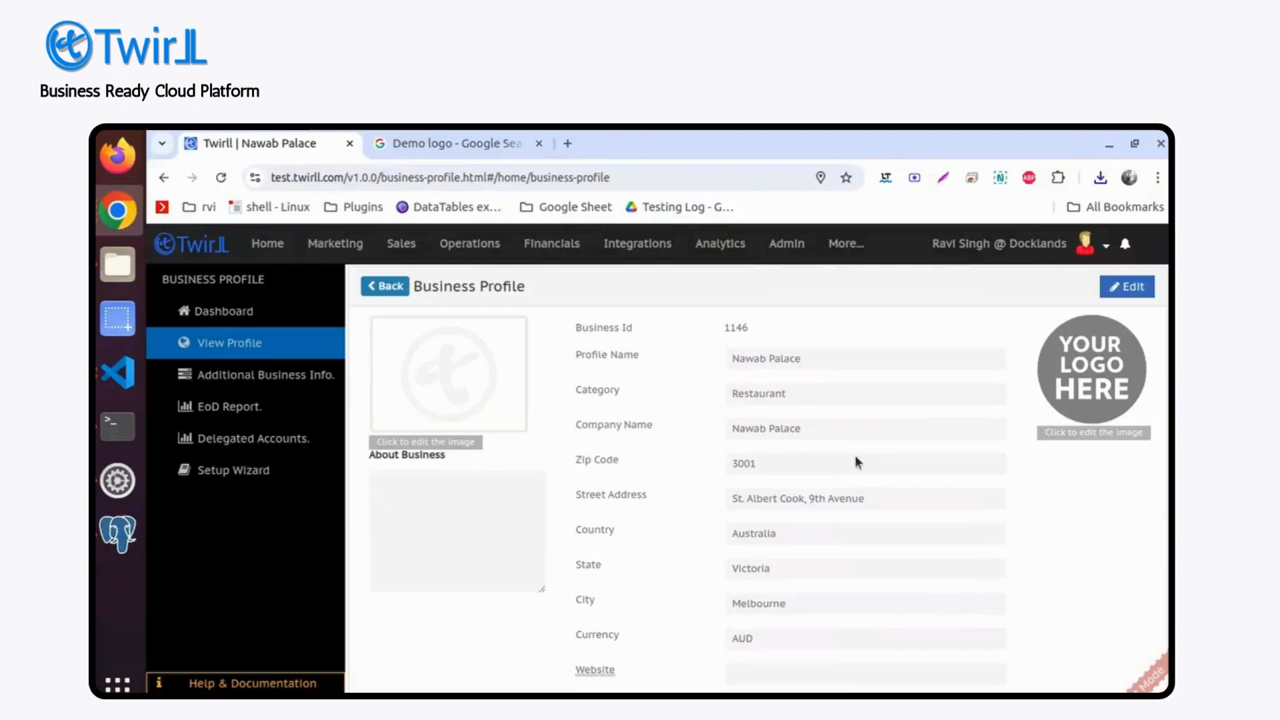 Twirll
Business Ready Cloud Platform
Twirll | Nawab Palace
Demo logo - Google Sea
test.twirll.com/v1.0.0/business-profile.html#/home/business-profile
rvi
shell - Linux
Plugins
DataTables ex...
Google Sheet
Testing Log - G...
All Bookmarks
Twirll Home Marketing Sales Operations Financials Integrations Analytics Admin More... Ravi Singh @ Docklands
BUSINESS PROFILE
Dashboard
View Profile
Additional Business Info.
EoD Report.
Delegated Accounts.
Setup Wizard
Help & Documentation
Back
Business Profile
Edit
Click to edit the image
About Business
Business Id 1146
Profile Name Nawab Palace
Category Restaurant
Company Name Nawab Palace
Zip Code 3001
Street Address St. Albert Cook, 9th Avenue
Country Australia
State Victoria
City Melbourne
Currency AUD
Website
YOUR
LOGO
HERE
Click to edit the image
Mode